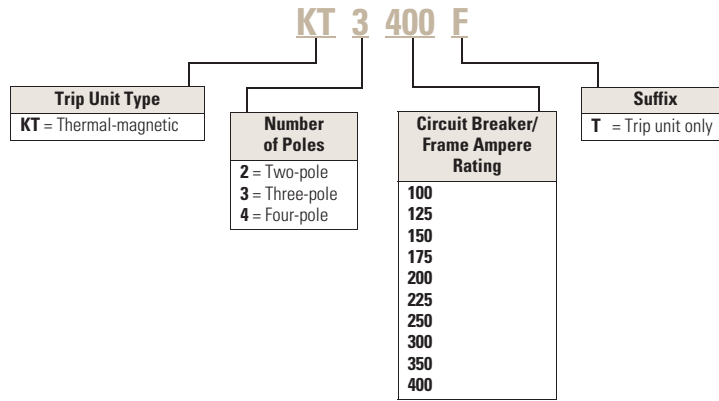 KT 3 400 F
Trip Unit Type
KT = Thermal-magnetic
Number
of Poles
2 = Two-pole
3 = Three-pole
4 = Four-pole
Circuit Breaker/
Frame Ampere
Rating
100
125
150
175
200
225
250
300
350
400
Suffix
T = Trip unit only